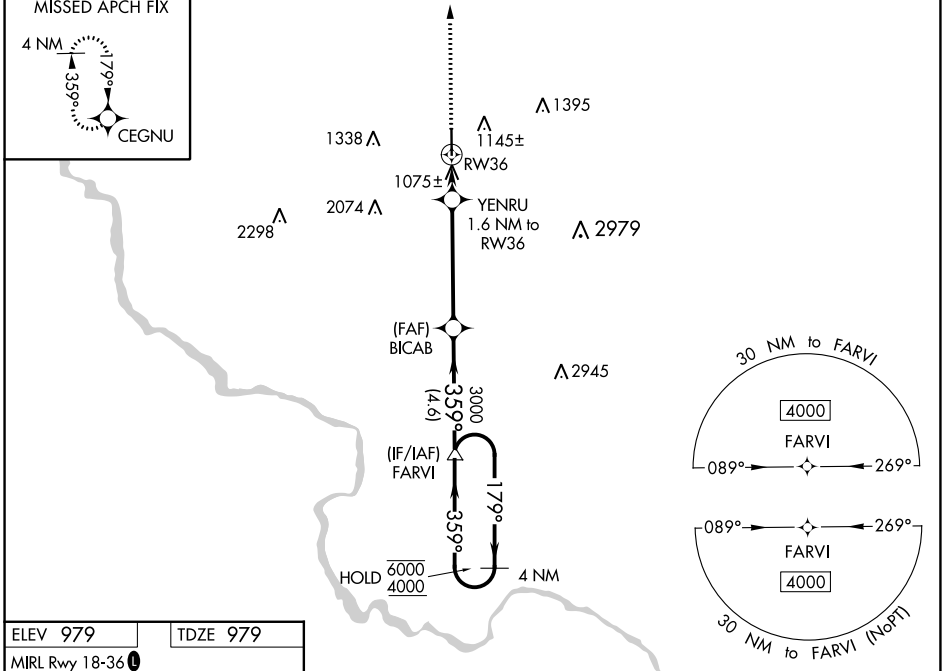 MISSED APCH FIX
4 NM
359°
179°
CEGNU
1395
1338
1145±
RW36
1075±
2074
YENRU
1.6 NM to
RW36
2298
2979
(FAF)
BICAB
2945
3000
359°
(4.6)
(IF/IAF)
FARVI
179°
359°
HOLD 6000
4000
4 NM
30 NM to FARVI
4000
FARVI
089°
269°
089°
269°
FARVI
4000
30 NM to FARVI (NoPT)
ELEV 979
TDZE 979
MIRL Rwy 18-36 L